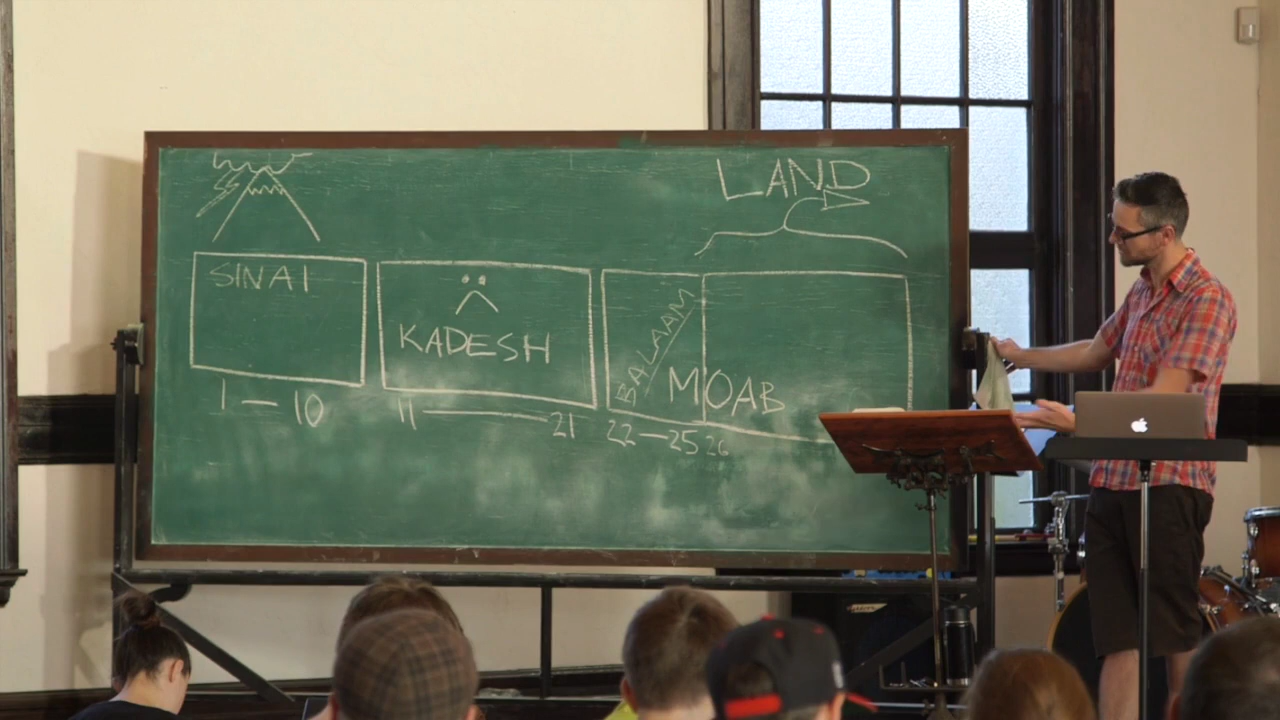 LAND
SINAI
KADESH
BALAAM
MOAB
1 — 10
11 — 21
22 — 25 26